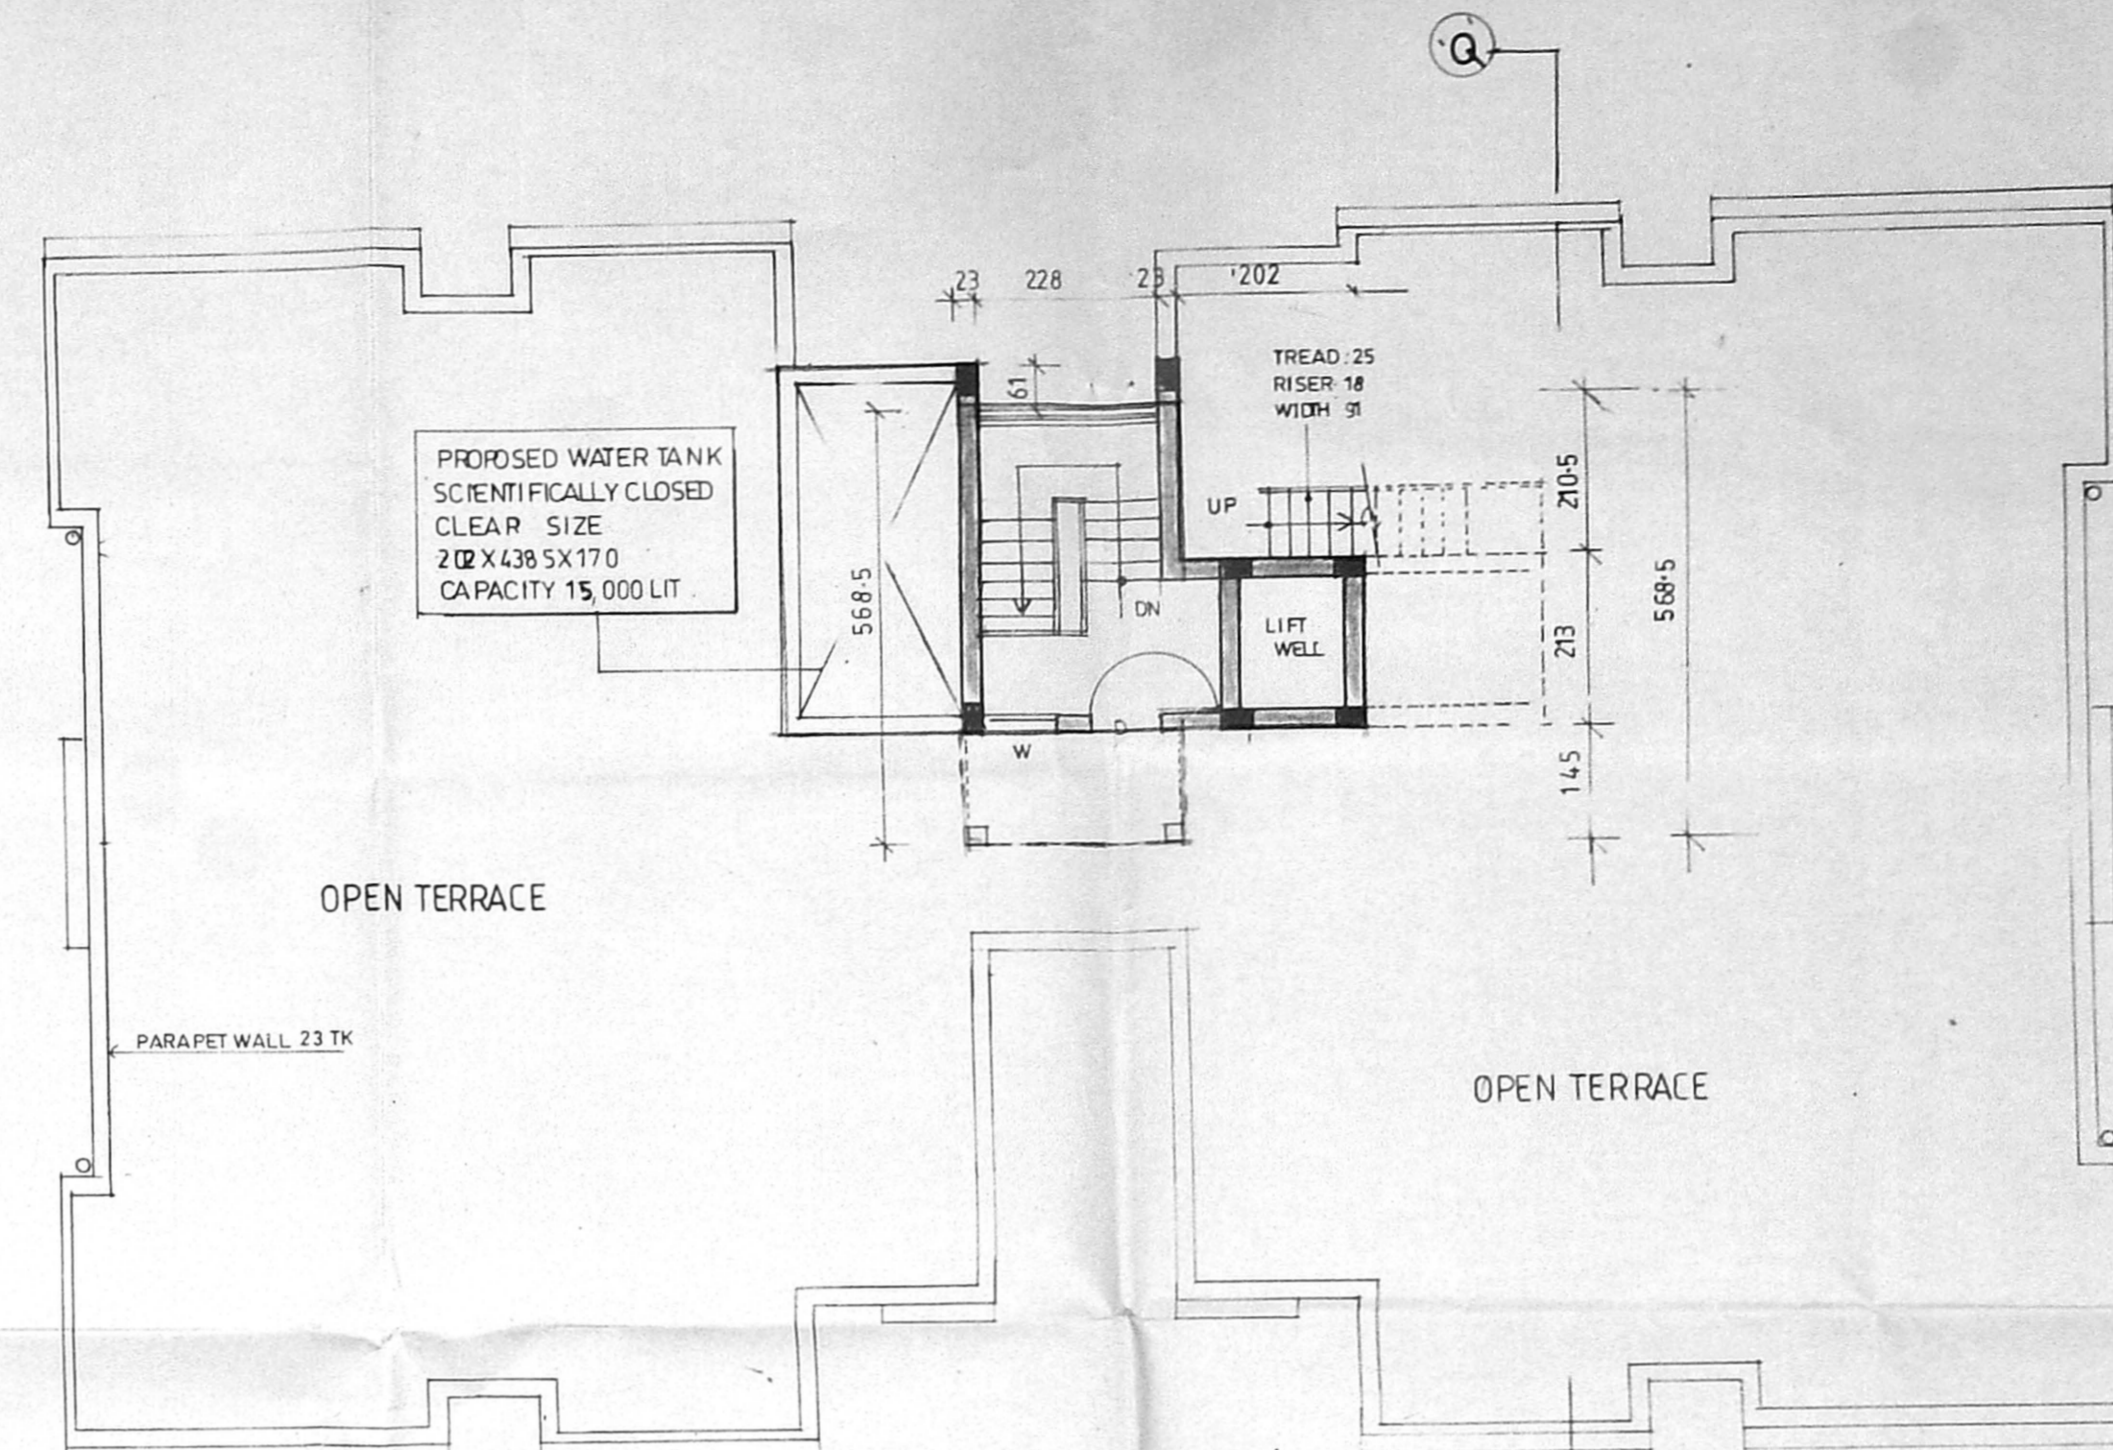 Q
23 228 23 202
61
TREAD:25
RISER 18
WIDTH 91
PROPOSED WATER TANK
SCIENTIFICALLY CLOSED
CLEAR SIZE
202 X 438 5 X 170
CAPACITY 15,000 LIT
UP
DN
LIFT
WELL
568·5
210·5
213
145
568·5
D
W
OPEN TERRACE
PARAPET WALL 23 TK
OPEN TERRACE